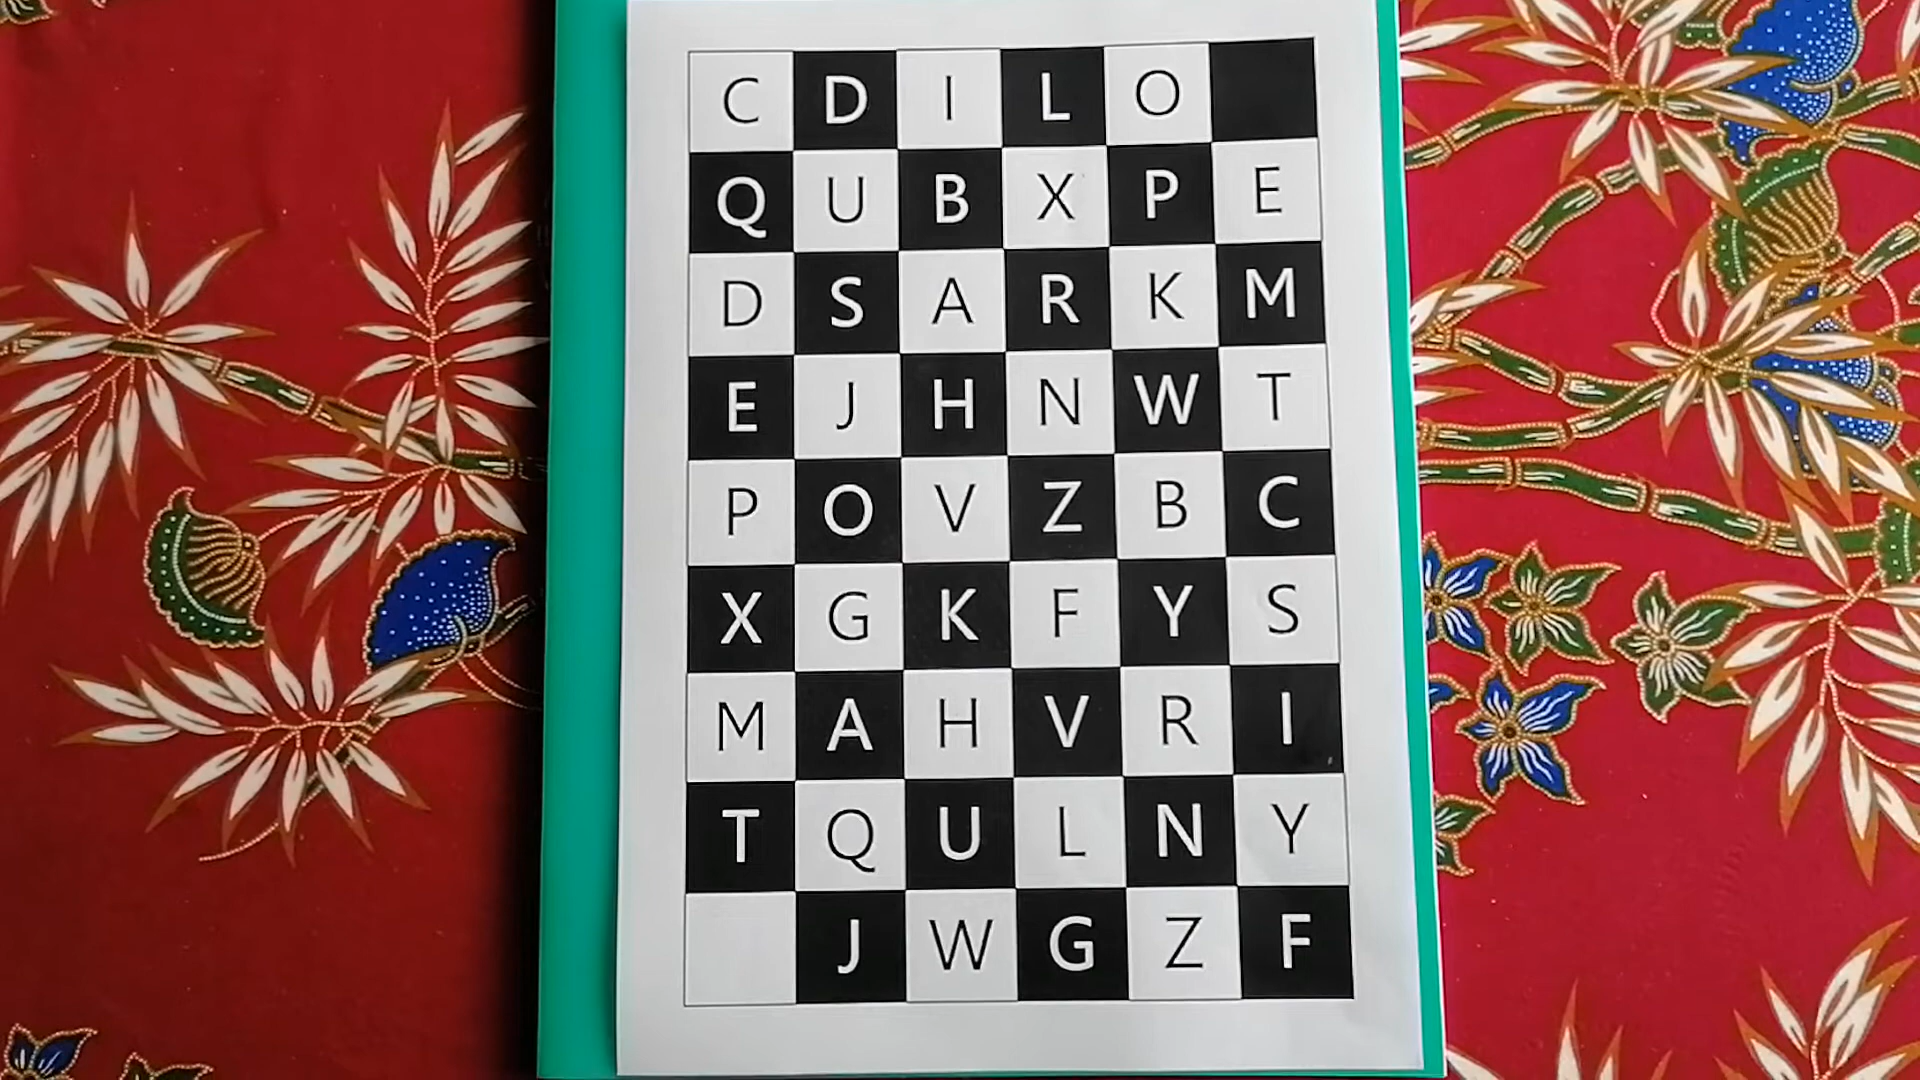 C D I L O
Q U B X P E
D S A R K M
E J H N W T
P O V Z B C
X G K F Y S
M A H V R I
T Q U L N Y
J W G Z F